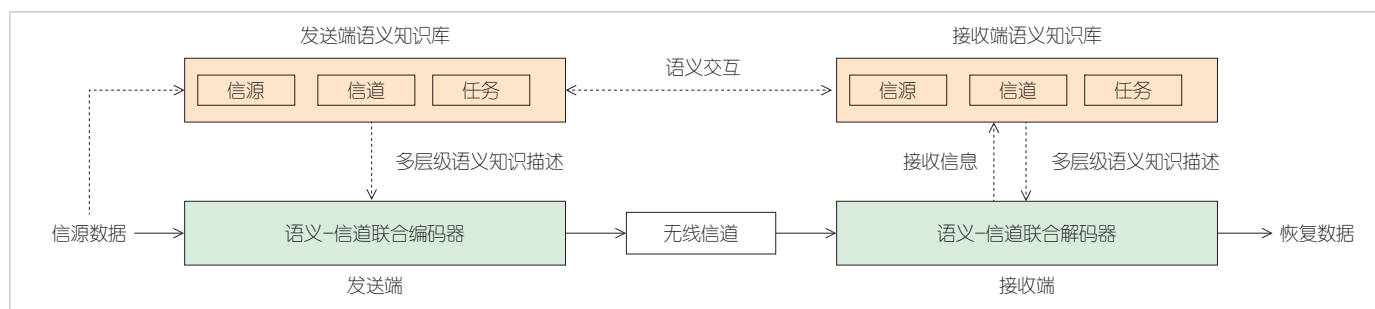 发送端语义知识库
接收端语义知识库
语义交互
信源
信道
任务
信源
信道
任务
多层级语义知识描述
接收信息
多层级语义知识描述
信源数据
语义-信道联合编码器
无线信道
语义-信道联合解码器
恢复数据
发送端
接收端